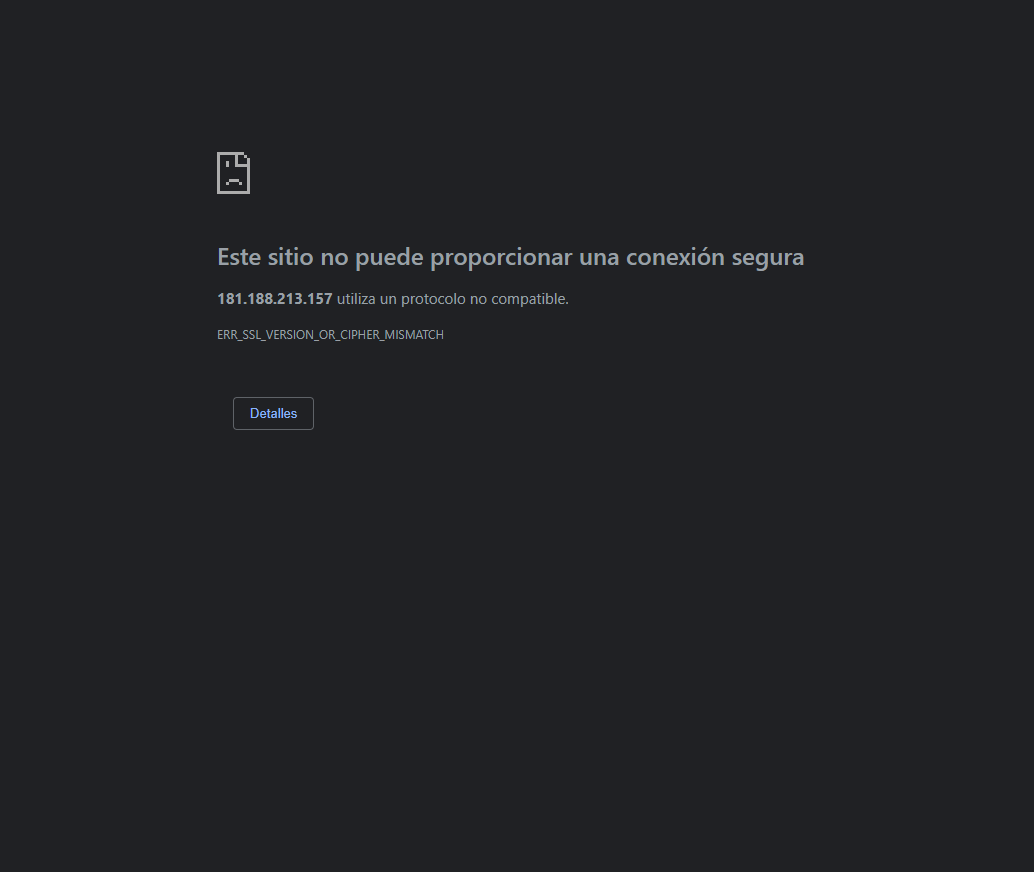 Este sitio no puede proporcionar una conexión segura
181.188.213.157 utiliza un protocolo no compatible.
ERR_SSL_VERSION_OR_CIPHER_MISMATCH
Detalles